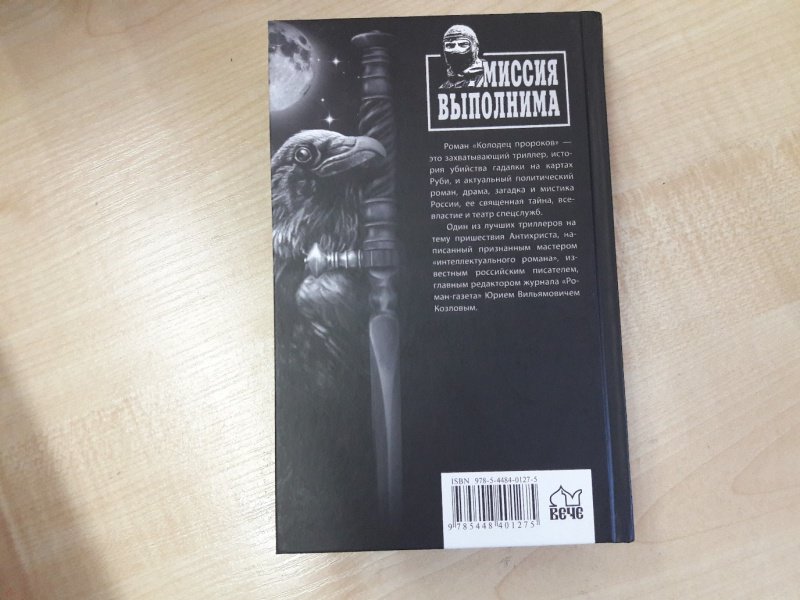 МИССИЯ
ВЫПОЛНИМА
Роман «Колодец пророков» —
это захватывающий триллер, исто-
рия убийства гадалки на картах
Руби, и актуальный политический
роман, драма, загадка и мистика
России, ее священная тайна, все-
властие и театр спецслужб.
Один из лучших триллеров на
тему пришествия Антихриста, на-
писанный признанным мастером
«интеллектуального романа», из-
вестным российским писателем,
главным редактором журнала «Ро-
ман-газета» Юрием Вильямовичем
Козловым.
ISBN 978-5-4484-0127-5
9 785448 401275
ВЕЧЕ